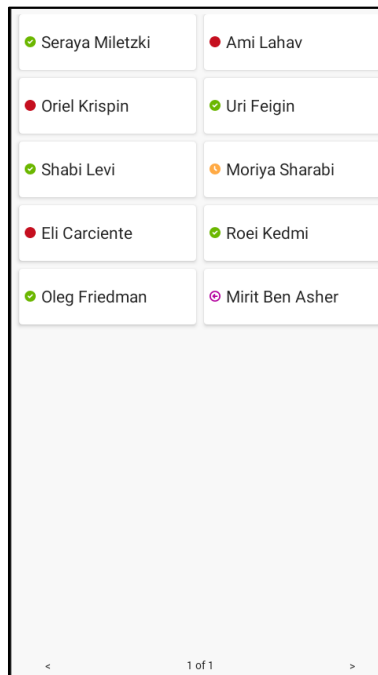 Seraya Miletzki
Ami Lahav
Oriel Krispin
Uri Feigin
Shabi Levi
Moriya Sharabi
Eli Carciente
Roei Kedmi
Oleg Friedman
Mirit Ben Asher
< 1 of 1 >